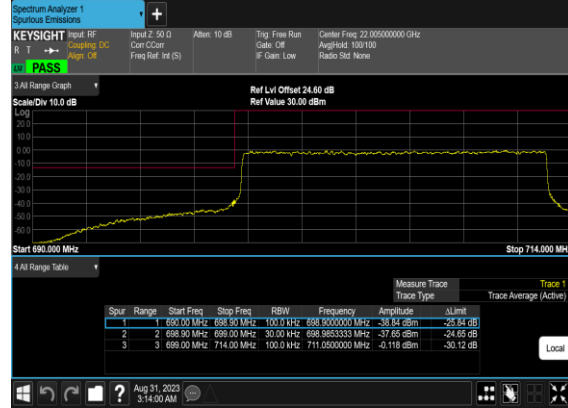 Spectrum Analyzer 1
Spurious Emissions
+
KEYSIGHT Input: RF Input Z: 50 Ω Atten: 10 dB Trig: Free Run Center Freq: 22.005000000 GHz
R T Coupling: DC Corr CCorr Gate: Off Avg|Hold: 100/100
Align: Off Freq Ref: Int (S) IF Gain: Low Radio Std: None
PASS
3 All Range Graph
Ref Lvl Offset 24.60 dB
Scale/Div 10.0 dB Ref Value 30.00 dBm
Log
20.0
10.0
0.00
-10.0
-20.0
-30.0
-40.0
-50.0
-60.0
Start 690.000 MHz Stop 714.000 MH
4 All Range Table
Measure Trace Trace 1
Trace Type Trace Average (Active)
Spur Range Start Freq Stop Freq RBW Frequency Amplitude ΔLimit
1 1 690.00 MHz 698.90 MHz 100.0 kHz 698.9000000 MHz -38.84 dBm -25.84 dB
2 2 698.90 MHz 699.00 MHz 30.00 kHz 698.9853333 MHz -37.65 dBm -24.65 dB
3 3 699.00 MHz 714.00 MHz 100.0 kHz 711.0500000 MHz -0.118 dBm -30.12 dB
Local
? Aug 31, 2023
3:14:00 AM